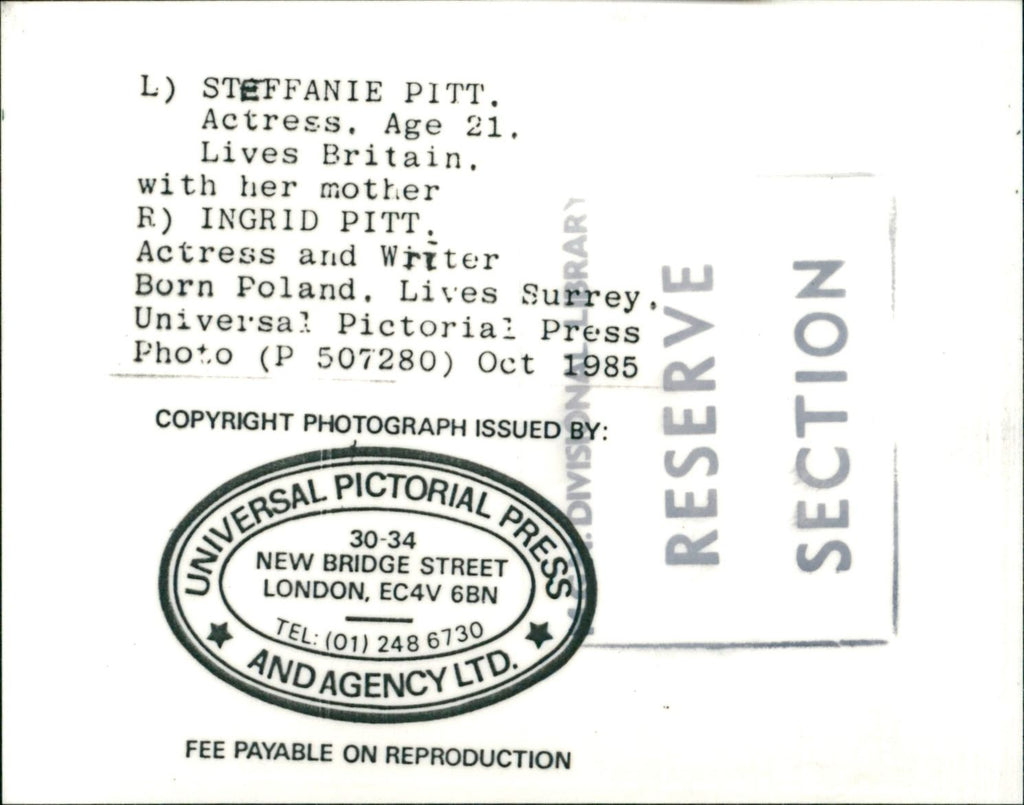 L) STEFFANIE PITT.
Actress. Age 21.
Lives Britain.
with her mother
R) INGRID PITT.
Actress and Writer
Born Poland. Lives Surrey.
Universal Pictorial Press
Photo (P 507280) Oct 1985
COPYRIGHT PHOTOGRAPH ISSUED BY:
UNIVERSAL PICTORIAL PRESS
30-34
NEW BRIDGE STREET
LONDON, EC4V 6BN
TEL: (01) 248 6730
AND AGENCY LTD.
FEE PAYABLE ON REPRODUCTION
DIVISIONAL LIBRARY
RESERVE
SECTION